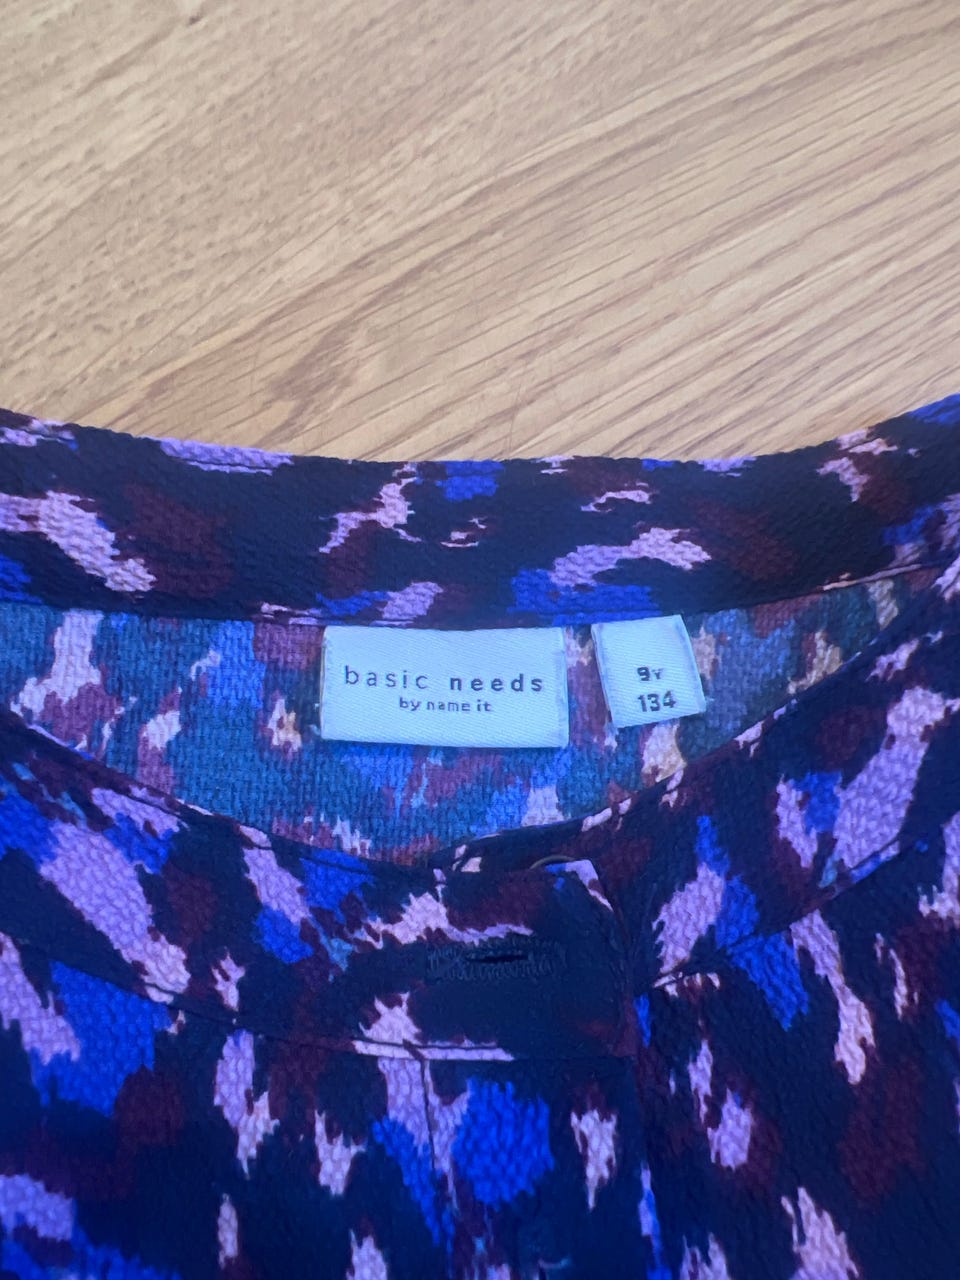 basic needs
by name it
9Y
134